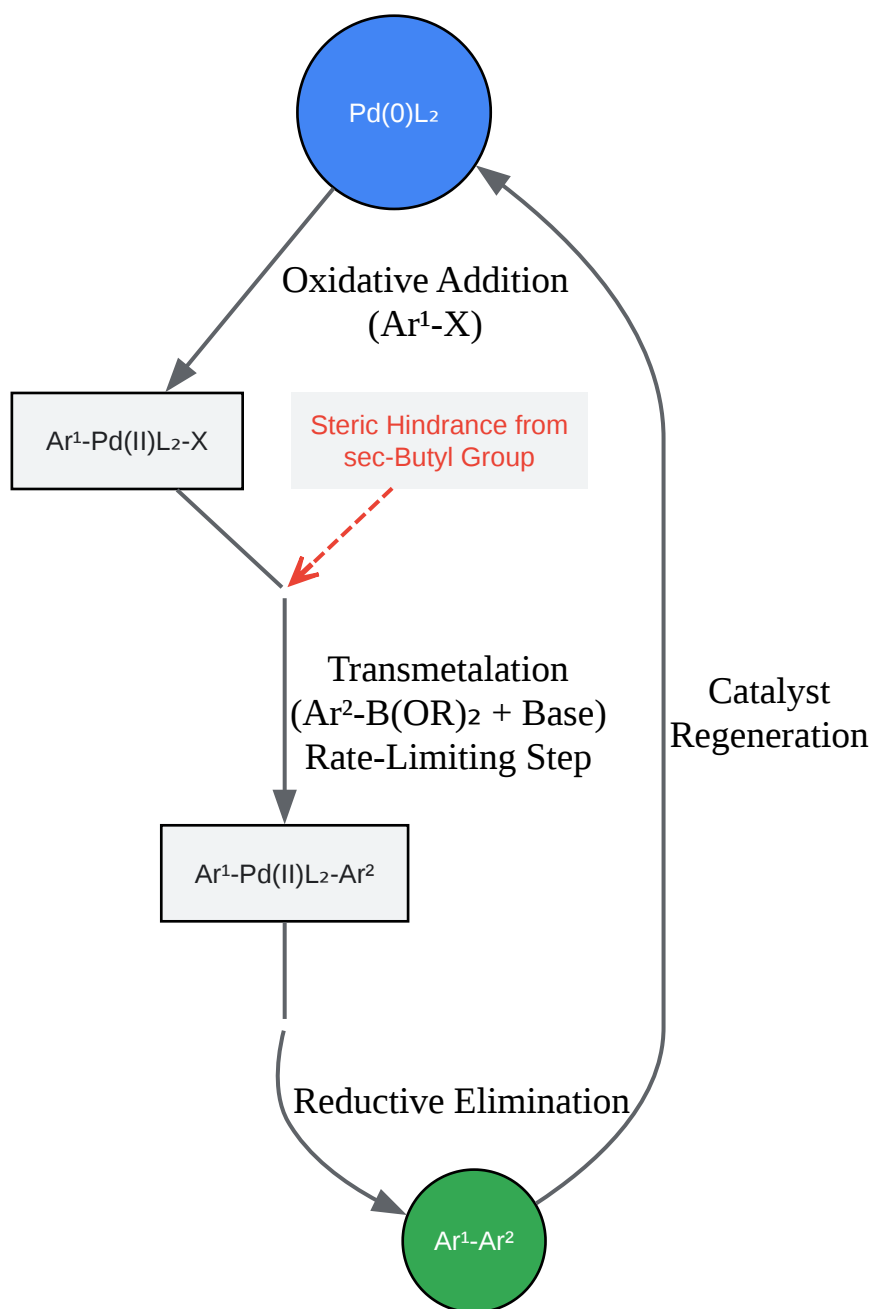 Pd(0)L₂
Oxidative Addition
(Ar¹-X)
Ar¹-Pd(II)L₂-X
Steric Hindrance from
sec-Butyl Group
Transmetalation
(Ar²-B(OR)₂ + Base)
Rate-Limiting Step
Catalyst
Regeneration
Ar¹-Pd(II)L₂-Ar²
Reductive Elimination
Ar¹-Ar²